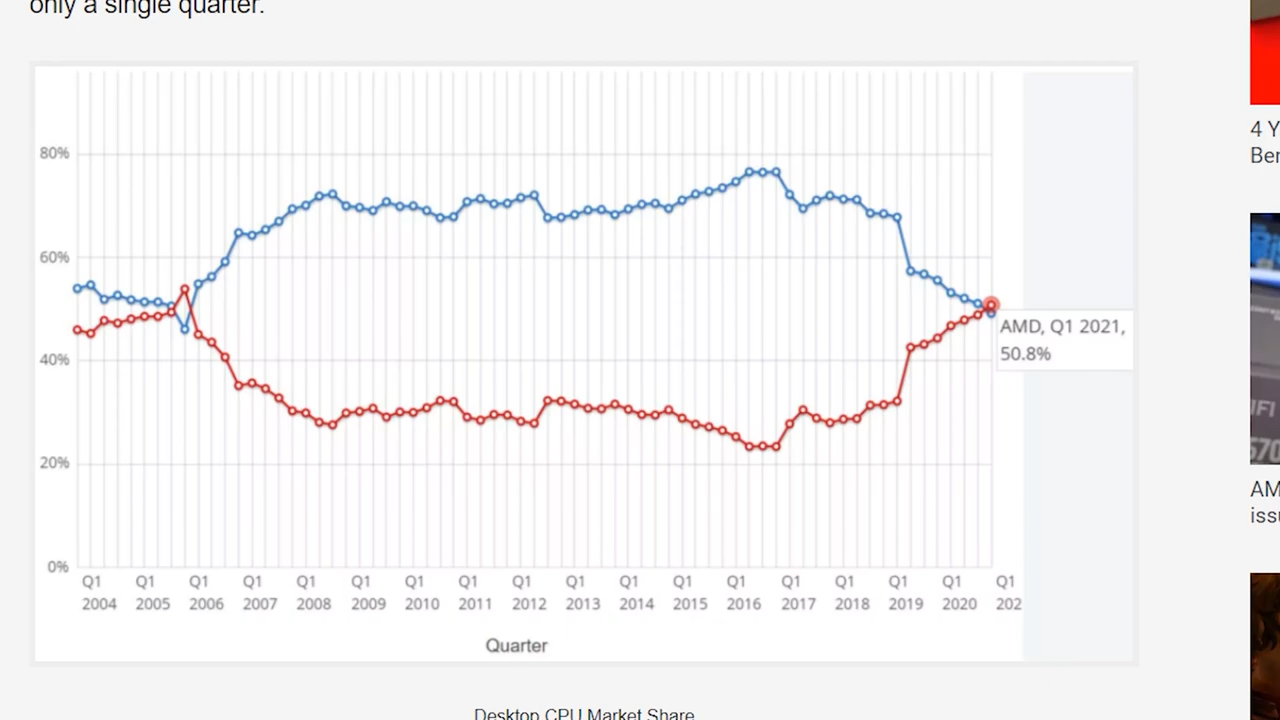 only a single quarter.
80%
60%
40%
20%
0%
AMD, Q1 2021,
50.8%
Q1 Q1 Q1 Q1 Q1 Q1 Q1 Q1 Q1 Q1 Q1 Q1 Q1 Q1 Q1 Q1 Q1 Q1
2004 2005 2006 2007 2008 2009 2010 2011 2012 2013 2014 2015 2016 2017 2018 2019 2020 202
Quarter
Desktop CPU Market Share
4 Y
Ber
IFI
570
AM
issu